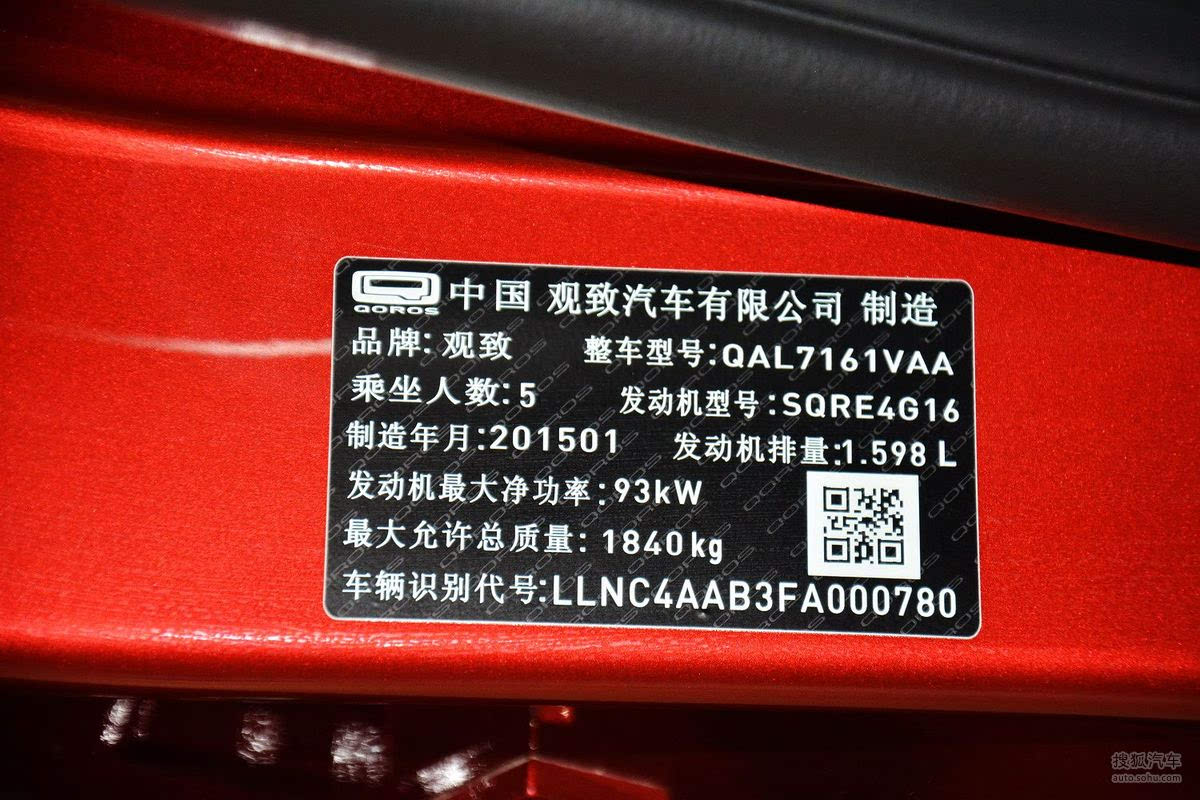 QOROS 中国 观致汽车有限公司 制造
品牌: 观致 整车型号:QAL7161VAA
乘坐人数:5 发动机型号:SQRE4G16
制造年月:201501 发动机排量:1.598 L
发动机最大净功率:93kW
最大允许总质量: 1840kg
车辆识别代号:LLNC4AAB3FA000780
搜狐汽车
auto.sohu.com